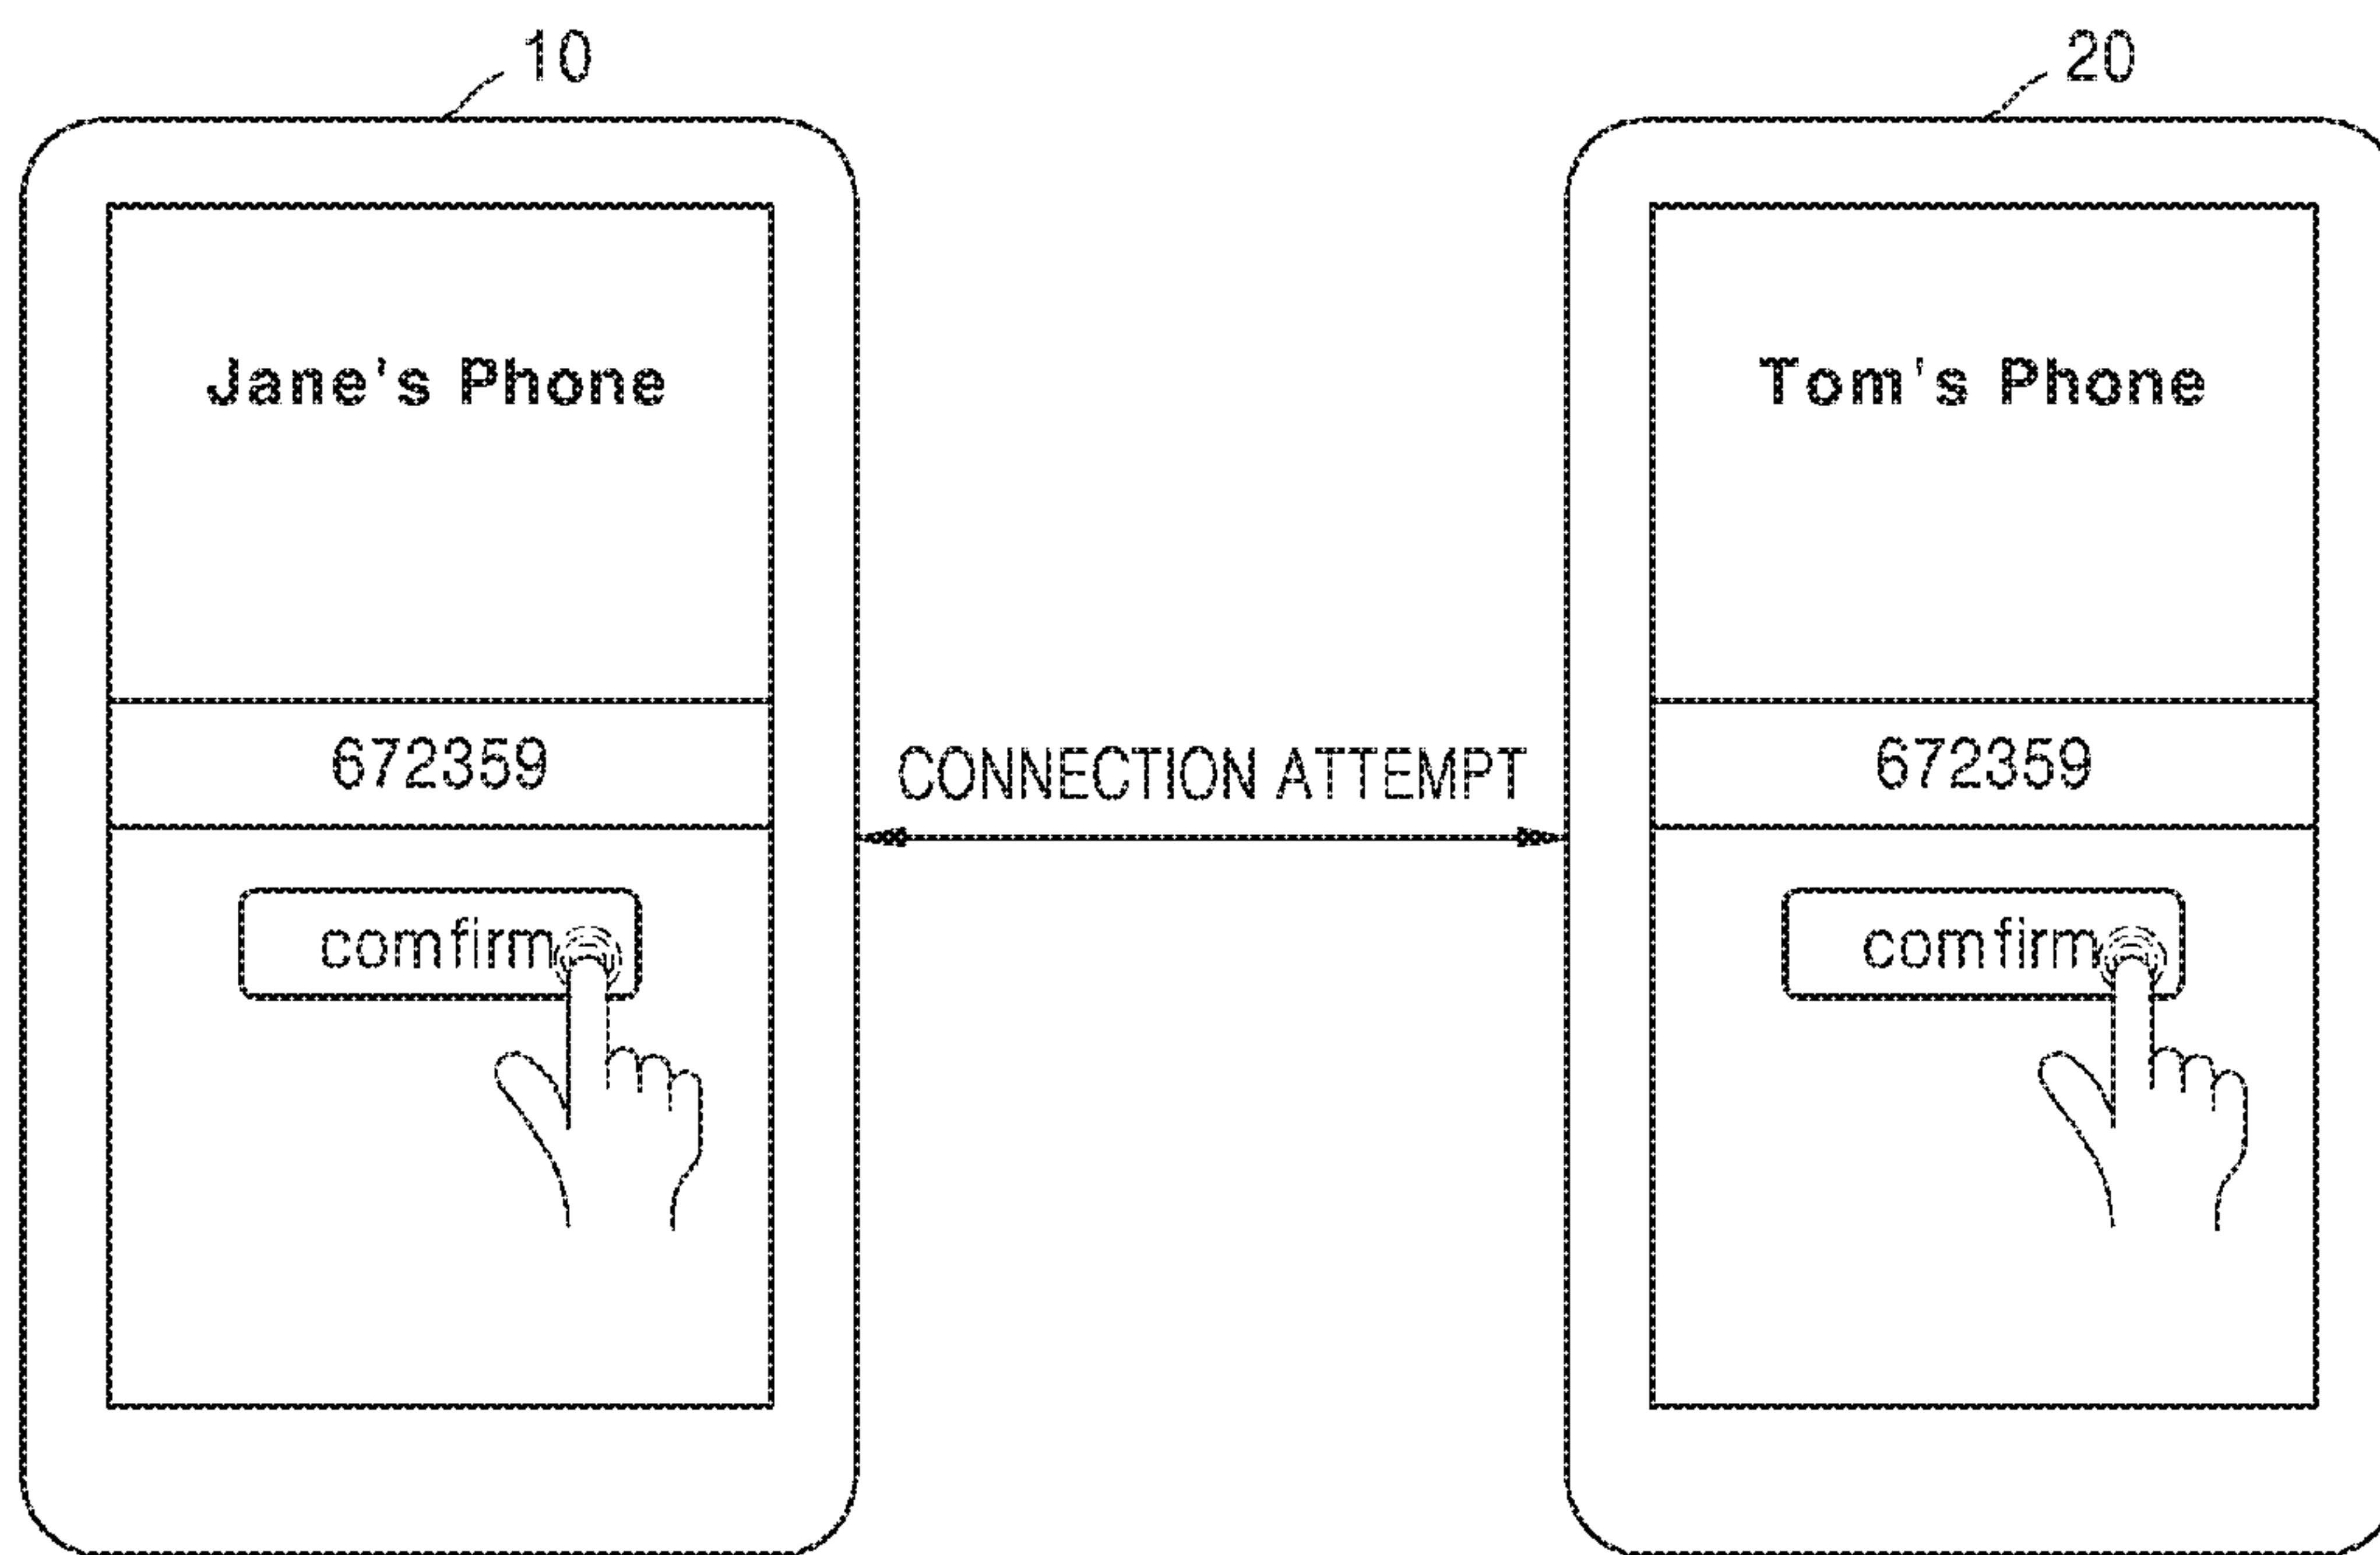 10
20
Jane's Phone
Tom's Phone
672359
CONNECTION ATTEMPT
672359
comfirm
comfirm